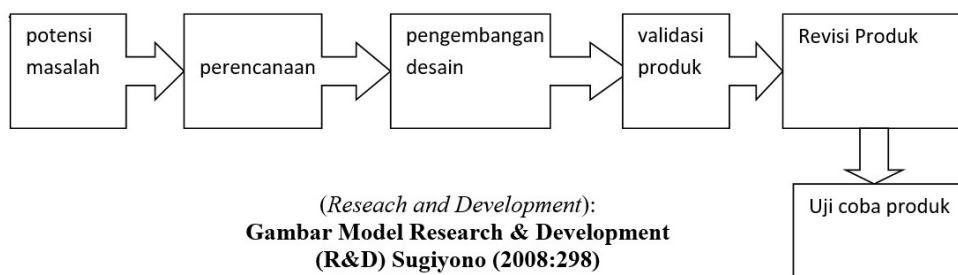 potensi
masalah
perencanaan
pengembangan
desain
validasi
produk
Revisi Produk
Uji coba produk
(Reseach and Development):
Gambar Model Research & Development
(R&D) Sugiyono (2008:298)